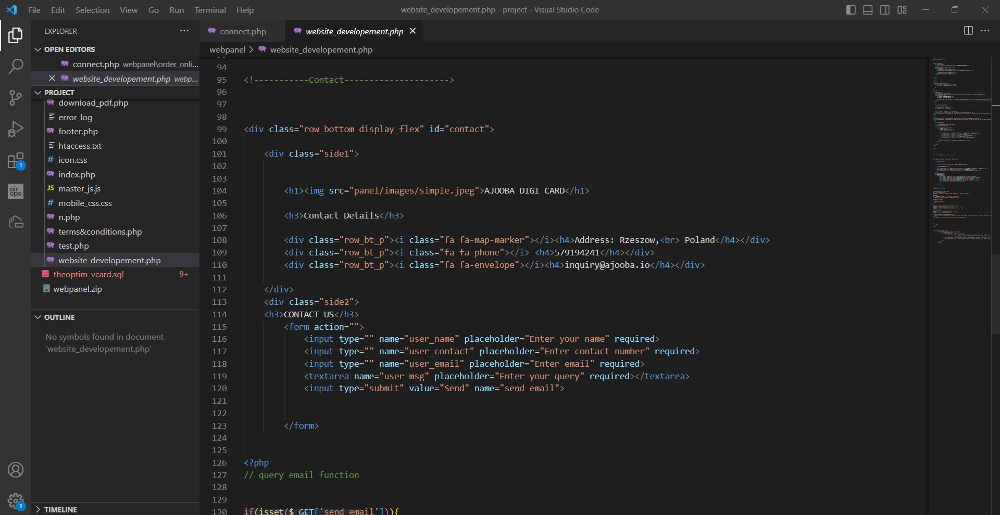 File Edit Selection View Go Run Terminal Help
website_developement.php - project - Visual Studio Code
EXPLORER
OPEN EDITORS
connect.php webpanel\order_onli...
website_developement.php webp...
PROJECT
download_pdf.php
error_log
footer.php
htaccess.txt
icon.css
index.php
JS master_js.js
mobile_css.css
n.php
terms&conditions.php
test.php
website_developement.php
theoptim_vcard.sql 9+
webpanel.zip
OUTLINE
No symbols found in document
'website_developement.php'
TIMELINE
1
air
ops
1
connect.php
website_developement.php
webpanel > website_developement.php
94
95 <!-----------Contact--------------------->
96
97
98
99 <div class="row_bottom display_flex" id="contact">
100
101 <div class="side1">
102
103
104 <h1><img src="panel/images/simple.jpeg">AJOOBA DIGI CARD</h1>
105
106 <h3>Contact Details</h3>
107
108 <div class="row_bt_p"><i class="fa fa-map-marker"></i><h4>Address: Rzeszow,<br> Poland</h4></div>
109 <div class="row_bt_p"><i class="fa fa-phone"></i> <h4>579194241</h4></div>
110 <div class="row_bt_p"><i class="fa fa-envelope"></i><h4>inquiry@ajooba.io</h4></div>
111
112 </div>
113 <div class="side2">
114 <h3>CONTACT US</h3>
115 <form action="">
116 <input type="" name="user_name" placeholder="Enter your name" required>
117 <input type="" name="user_contact" placeholder="Enter contact number" required>
118 <input type="" name="user_email" placeholder="Enter email" required>
119 <textarea name="user_msg" placeholder="Enter your query" required></textarea>
120 <input type="submit" value="Send" name="send_email">
121
122
123 </form>
124
125
126 <?php
127 // query email function
128
129
130 if(isset($_GET['send_email'])){